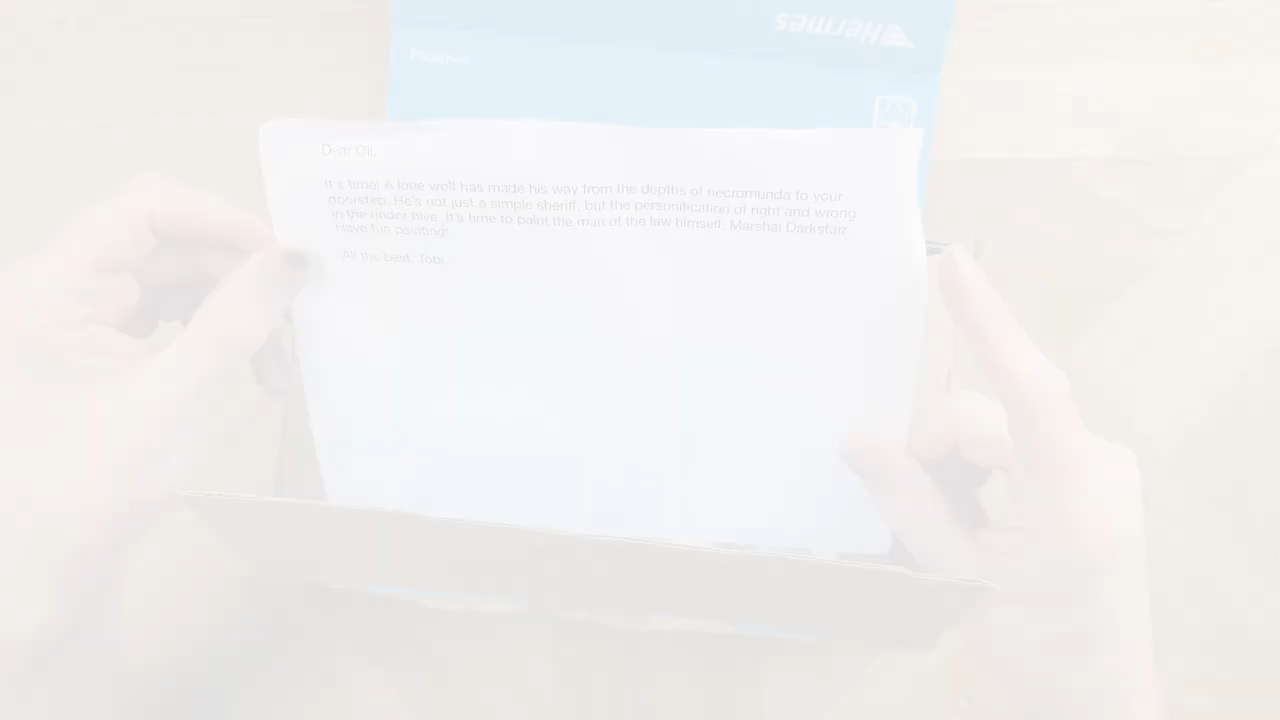 Hermes
Dear Oli,
It's time! A lone wolf has made his way from the depths of necromunda to your
doorstep. He's not just a simple sheriff, but the personification of right and wrong
in the under-hive. It's time to paint the man of the law himself, Marshal Darkstar!
Have fun painting!
All the best, Tobi.